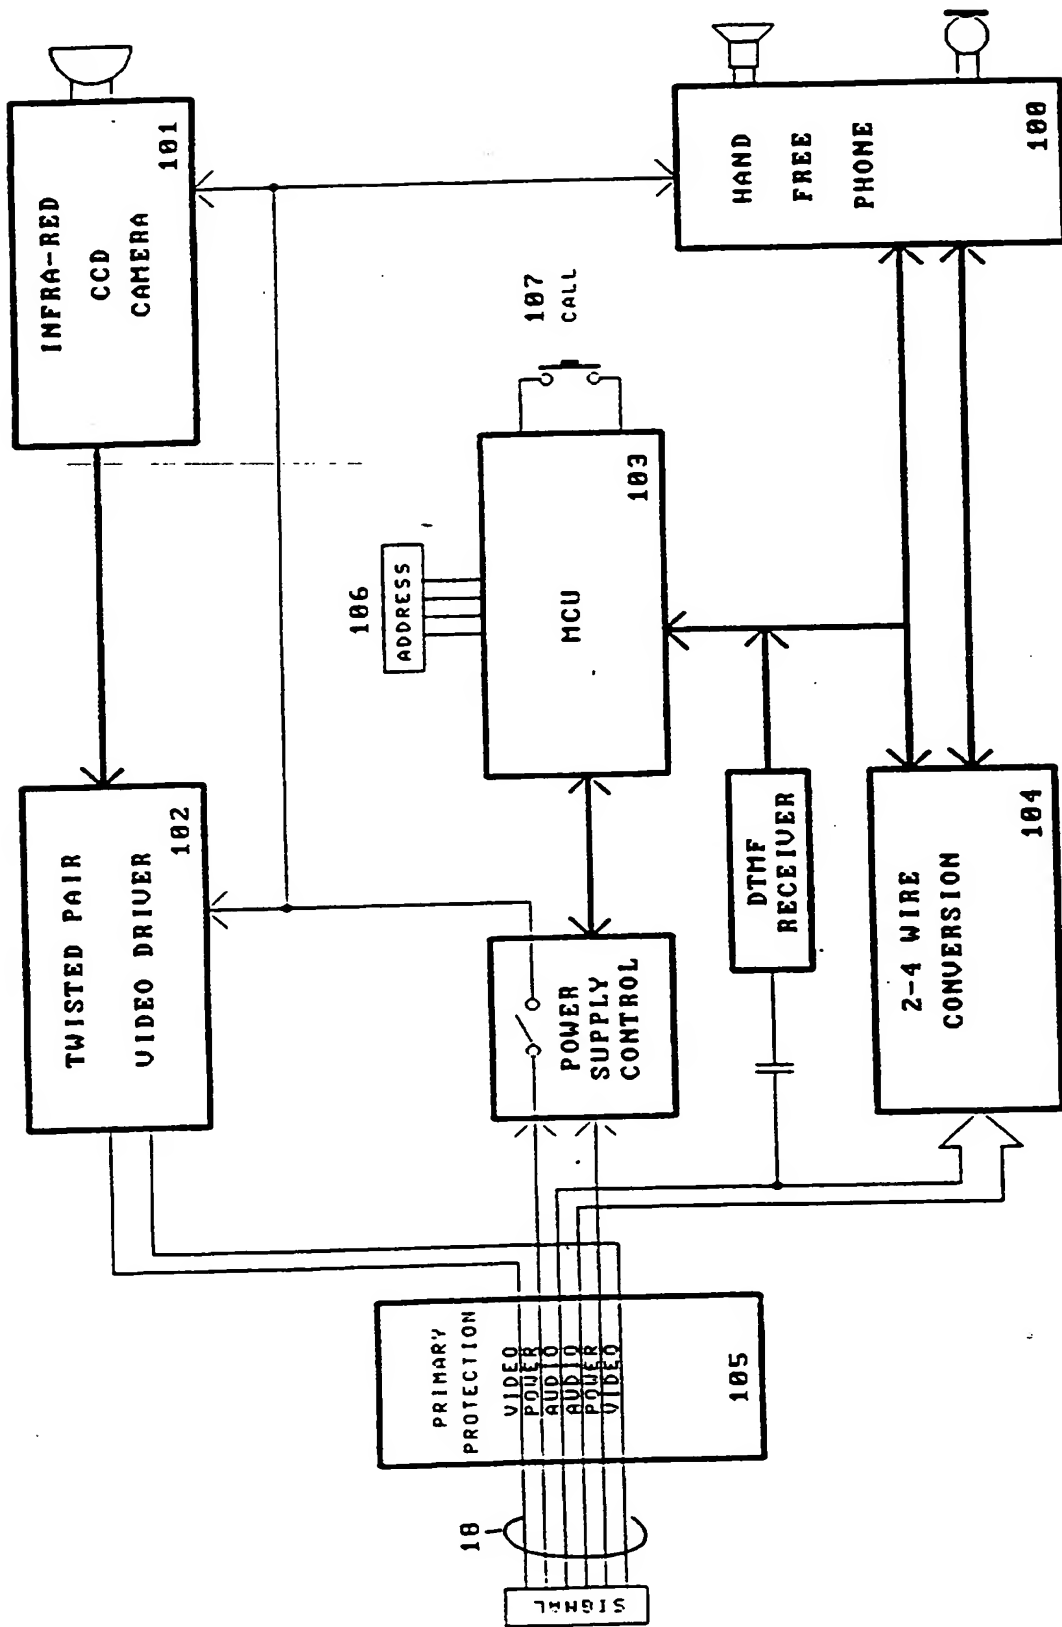 INFRA-RED
CCD
CAMERA
101
TWISTED PAIR
VIDEO DRIVER
102
107
CALL
106
ADDRESS
MCU
103
HAND
FREE
PHONE
100
POWER
SUPPLY
CONTROL
DTMF
RECEIVER
2-4 WIRE
CONVERSION
104
PRIMARY
PROTECTION
VIDEO
POWER
AUDIO
AUDIO
POWER
VIDEO
105
18
SIGNAL